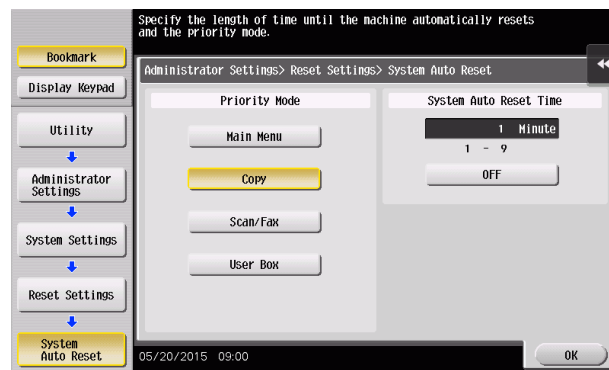 Specify the length of time until the machine automatically resets
and the priority mode.
Bookmark
Display Keypad
Utility
Administrator
Settings
System Settings
Reset Settings
System
Auto Reset
Administrator Settings> Reset Settings> System Auto Reset
Priority Mode
Main Menu
Copy
Scan/Fax
User Box
System Auto Reset Time
1 Minute
1 - 9
OFF
05/20/2015 09:00
OK